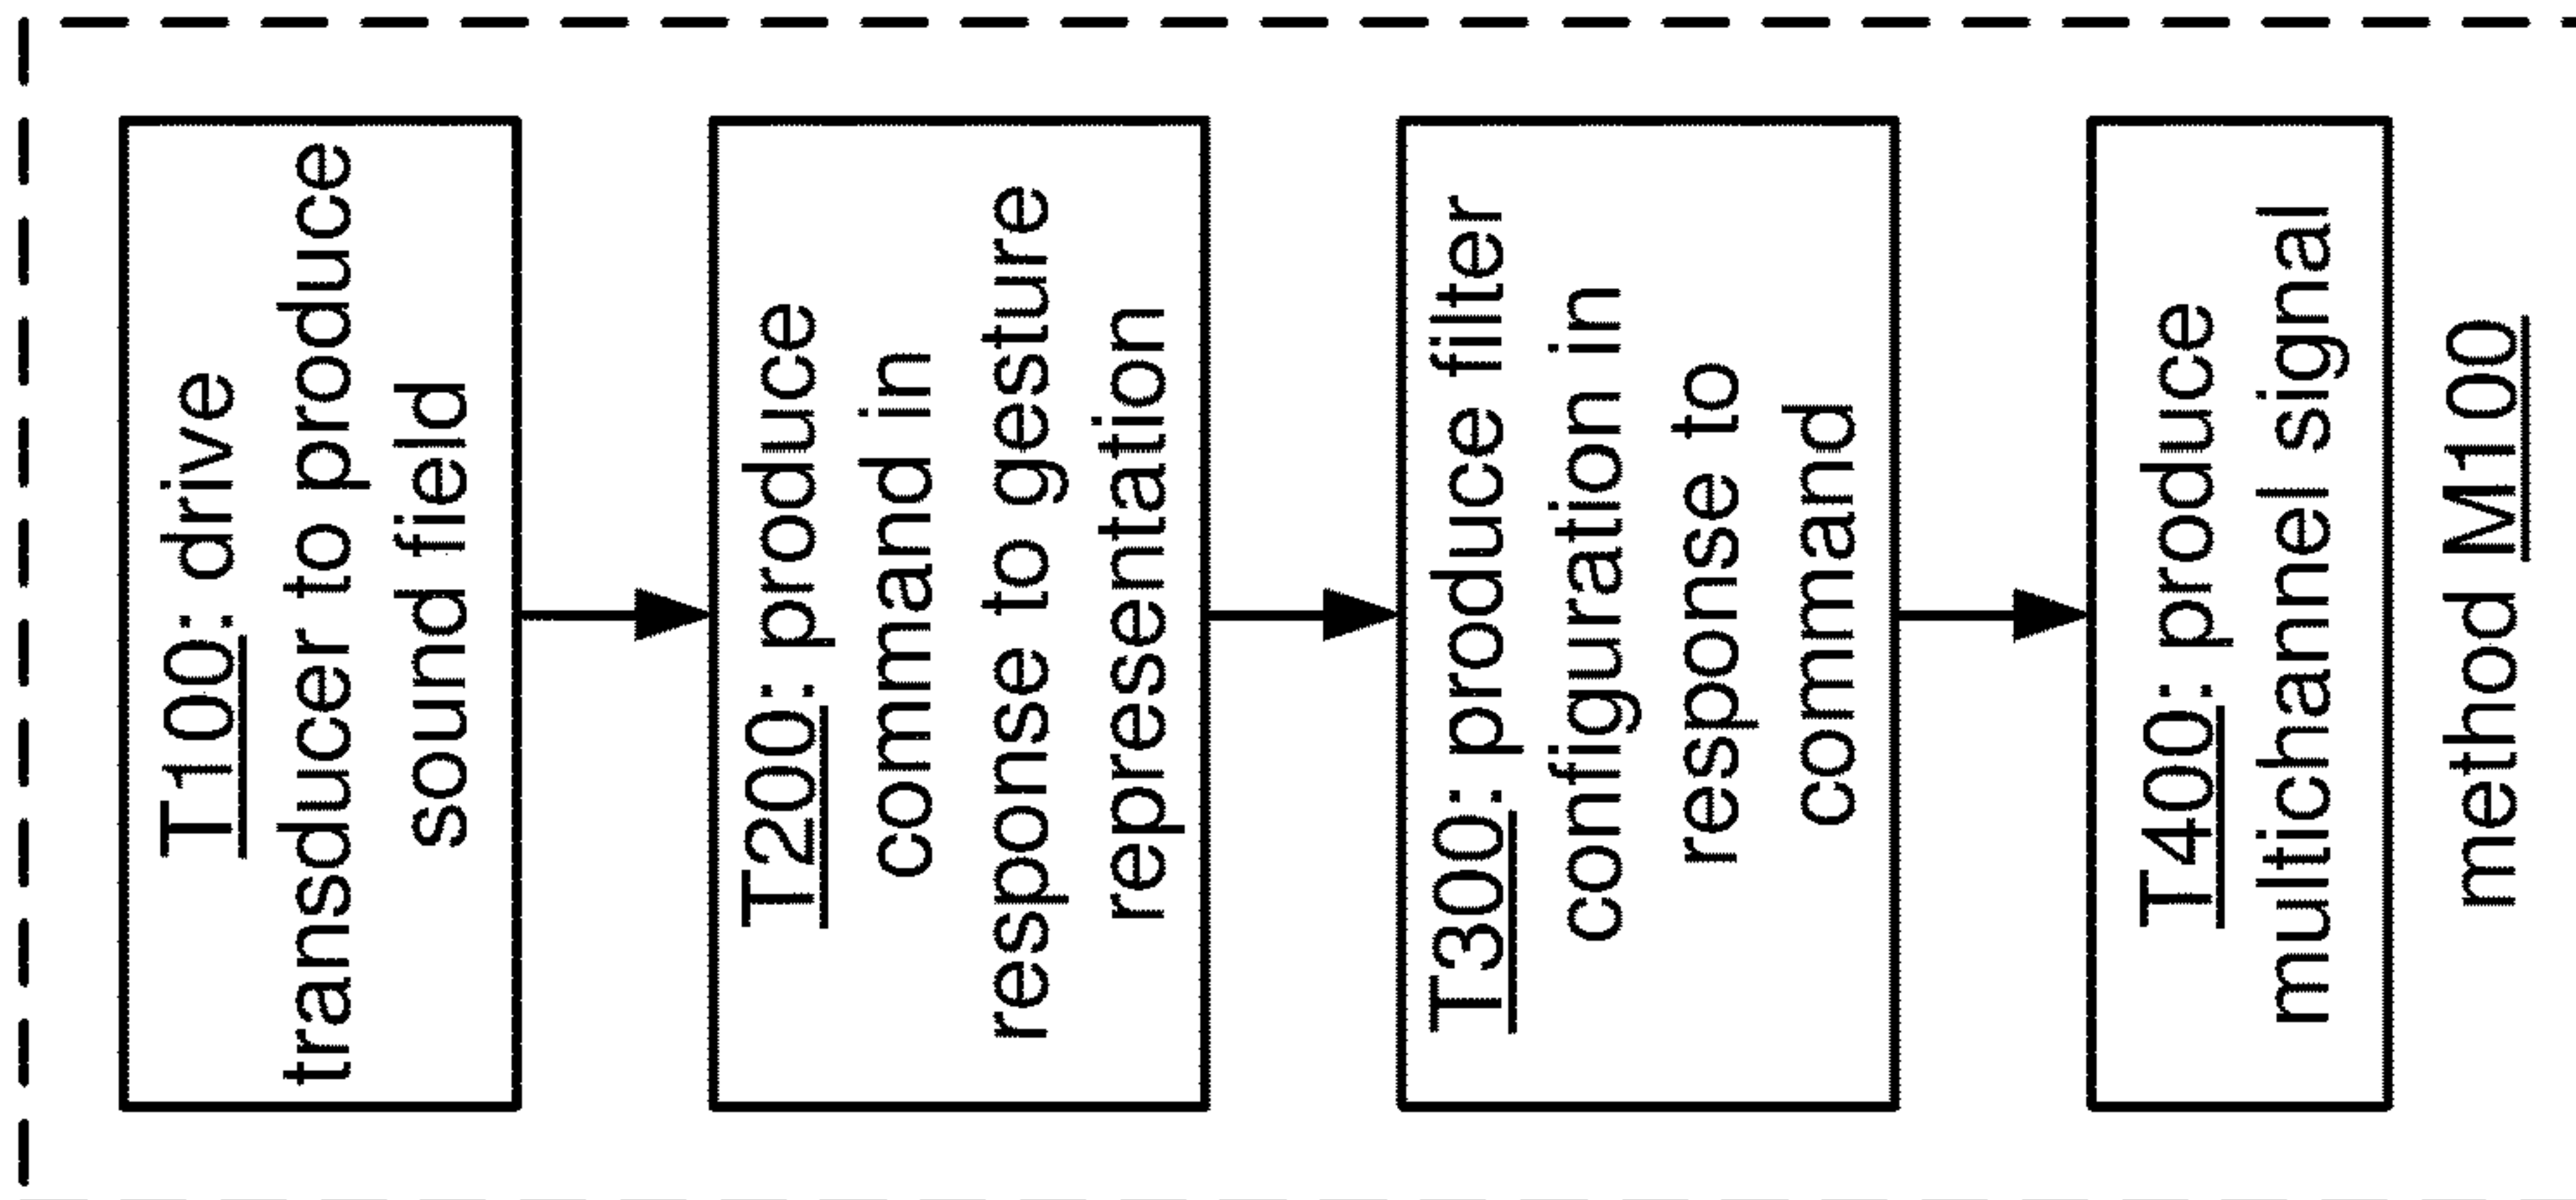 T100: drive
transducer to produce
sound field
T200: produce
command in
response to gesture
representation
T300: produce filter
configuration in
response to
command
T400: produce
multichannel signal
method M100